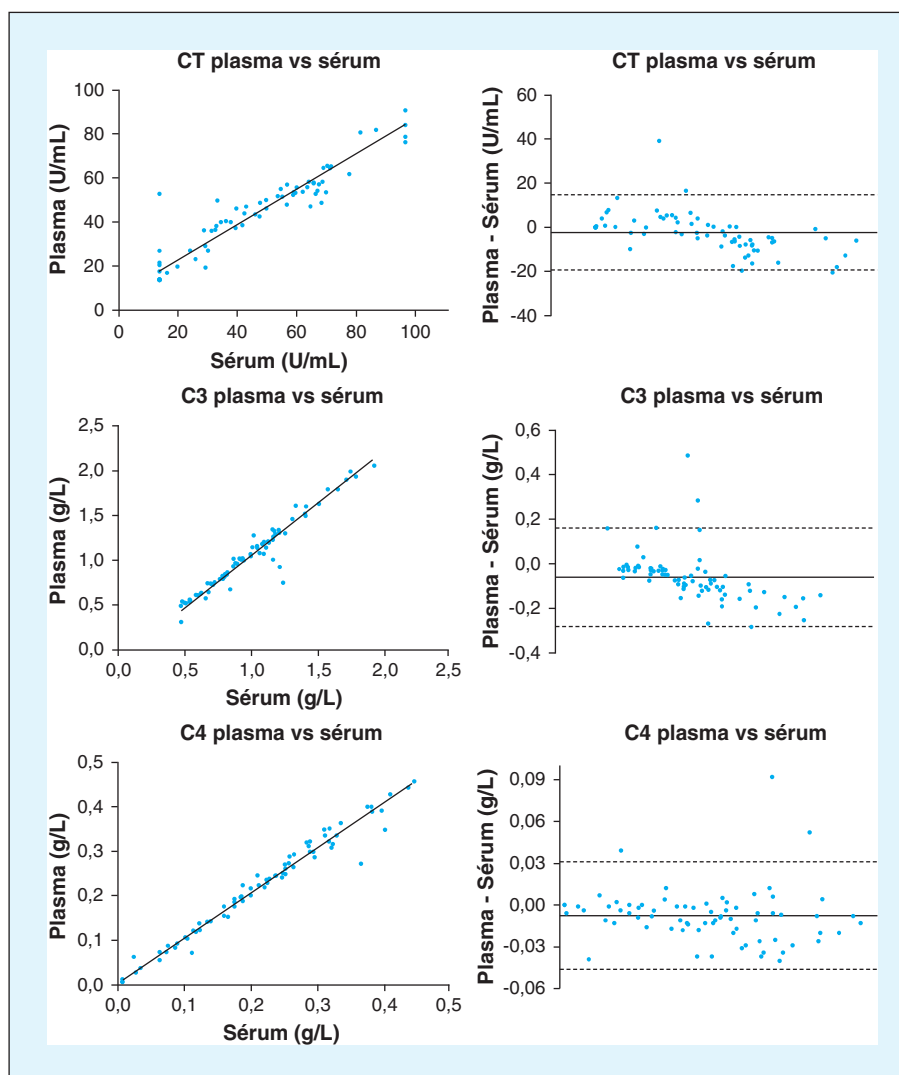 CT plasma vs sérum
Plasma (U/mL)
100
80
60
40
20
0
0 20 40 60 80 100
Sérum (U/mL)
CT plasma vs sérum
Plasma - Sérum (U/mL)
60
40
20
0
-20
-40
C3 plasma vs sérum
Plasma (g/L)
2,5
2,0
1,5
1,0
0,5
0,0
0,0 0,5 1,0 1,5 2,0 2,5
Sérum (g/L)
C3 plasma vs sérum
Plasma - Sérum (g/L)
0,6
0,4
0,2
0,0
-0,2
-0,4
C4 plasma vs sérum
Plasma (g/L)
0,5
0,4
0,3
0,2
0,1
0,0
0,0 0,1 0,2 0,3 0,4 0,5
Sérum (g/L)
C4 plasma vs sérum
Plasma - Sérum (g/L)
0,09
0,06
0,03
0,00
-0,03
-0,06